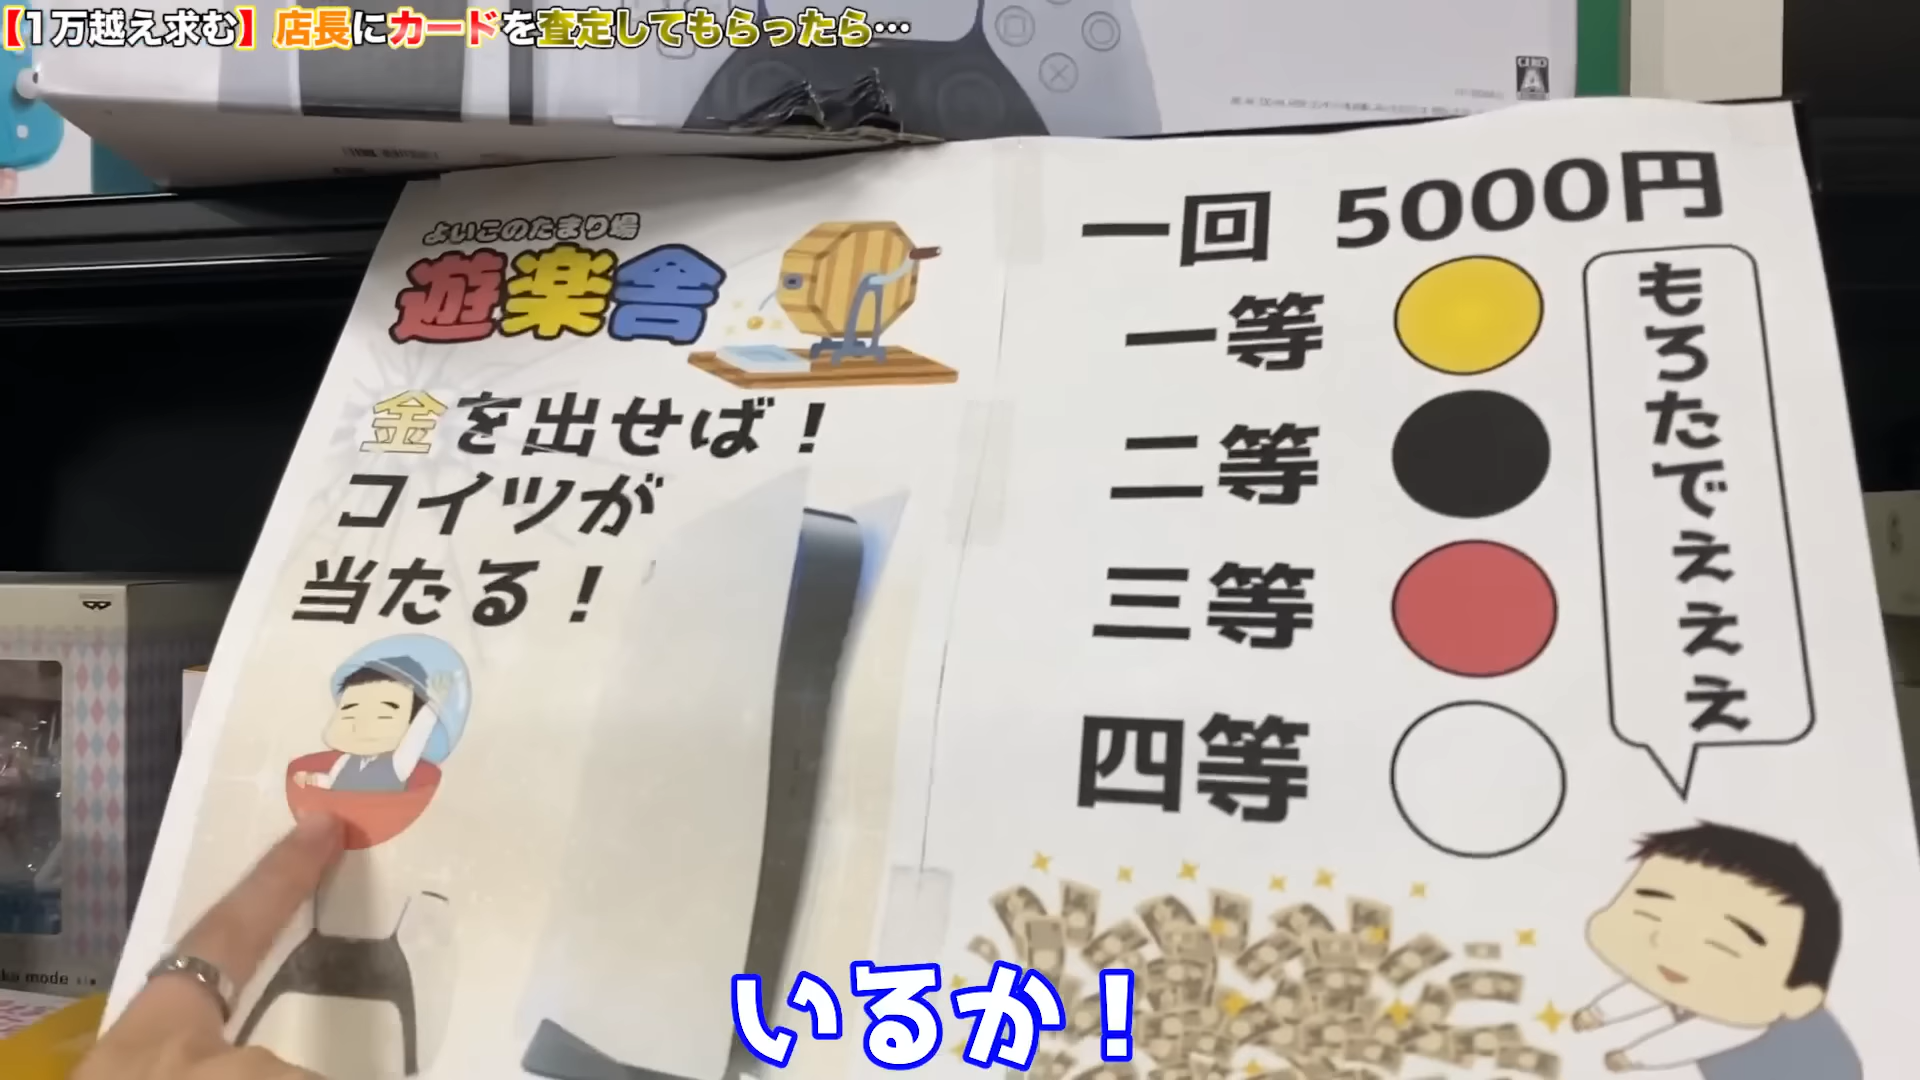 【1万越え求む】店長にカードを査定してもらったら…
よいこのたまり場
遊楽舎
金を出せば！
コイツが
当たる！
一回 5000円
一等
二等
三等
四等
もろたでえええ
いるか！
CERO
A
ka mode